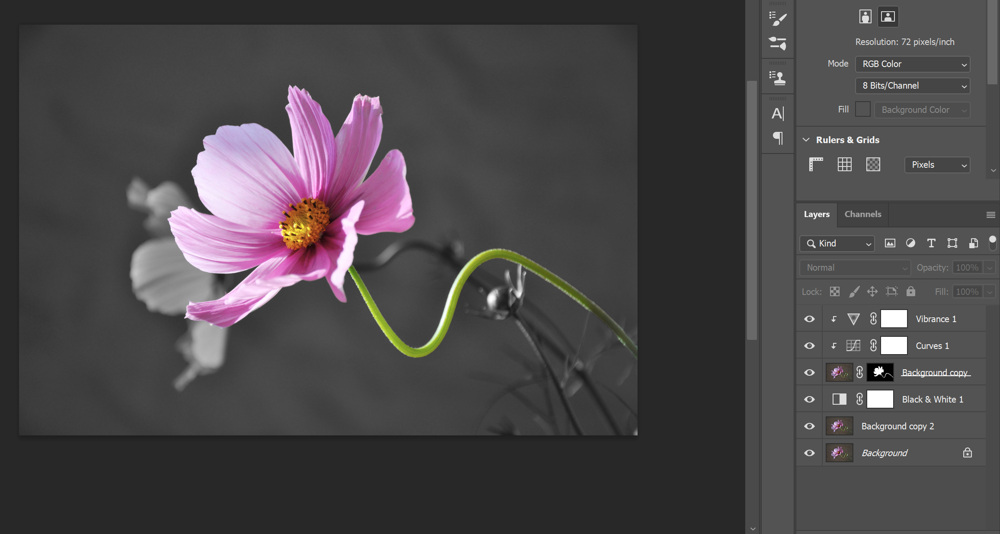 Resolution: 72 pixels/inch
Mode RGB Color
8 Bits/Channel
Fill Background Color
Rulers & Grids
Pixels
Layers Channels
Kind
Normal Opacity: 100%
Lock: Fill: 100%
Vibrance 1
Curves 1
Background copy
Black & White 1
Background copy 2
Background